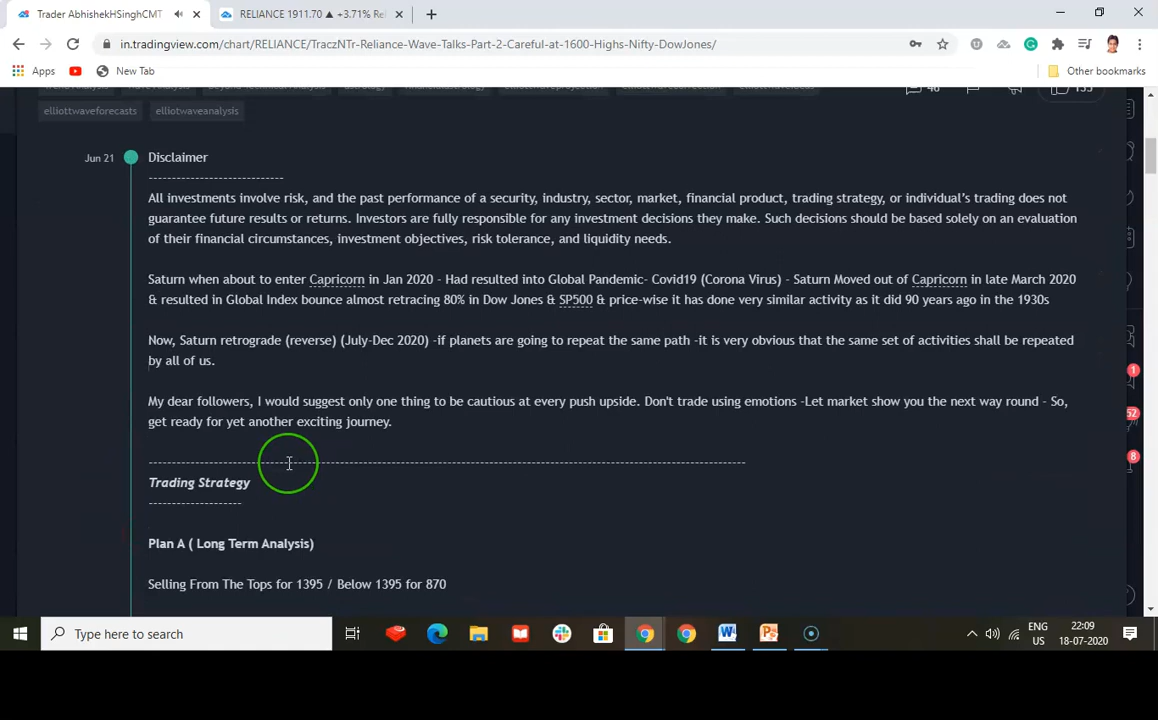 Trader AbhishekHSinghCMT
RELIANCE 1911.70 ▲ +3.71% Rel
in.tradingview.com/chart/RELIANCE/TraczNTr-Reliance-Wave-Talks-Part-2-Careful-at-1600-Highs-Nifty-DowJones/
Apps
New Tab
Other bookmarks
elliottwaveforecasts
elliotwaveanalysis
Jun 21
Disclaimer
-----------------------------
All investments involve risk, and the past performance of a security, industry, sector, market, financial product, trading strategy, or individual's trading does not
guarantee future results or returns. Investors are fully responsible for any investment decisions they make. Such decisions should be based solely on an evaluation
of their financial circumstances, investment objectives, risk tolerance, and liquidity needs.
Saturn when about to enter Capricorn in Jan 2020 - Had resulted into Global Pandemic- Covid19 (Corona Virus) - Saturn Moved out of Capricorn in late March 2020
& resulted in Global Index bounce almost retracing 80% in Dow Jones & SP500 & price-wise it has done very similar activity as it did 90 years ago in the 1930s
Now, Saturn retrograde (reverse) (July-Dec 2020) -if planets are going to repeat the same path -it is very obvious that the same set of activities shall be repeated
by all of us.
My dear followers, I would suggest only one thing to be cautious at every push upside. Don't trade using emotions -Let market show you the next way round - So,
get ready for yet another exciting journey.
Trading Strategy
--------------------
Plan A ( Long Term Analysis)
Selling From The Tops for 1395 / Below 1395 for 870
1
52
8
Type here to search
ENG
US
22:09
18-07-2020